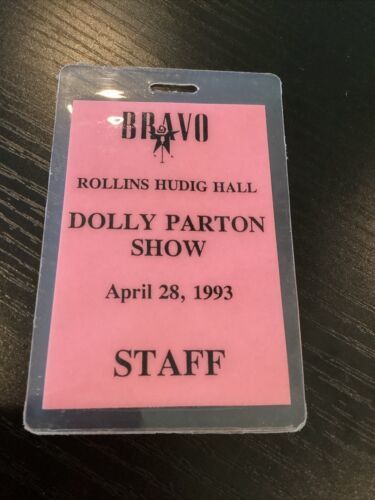 BRAVO
ROLLINS HUDIG HALL
DOLLY PARTON
SHOW
April 28, 1993
STAFF